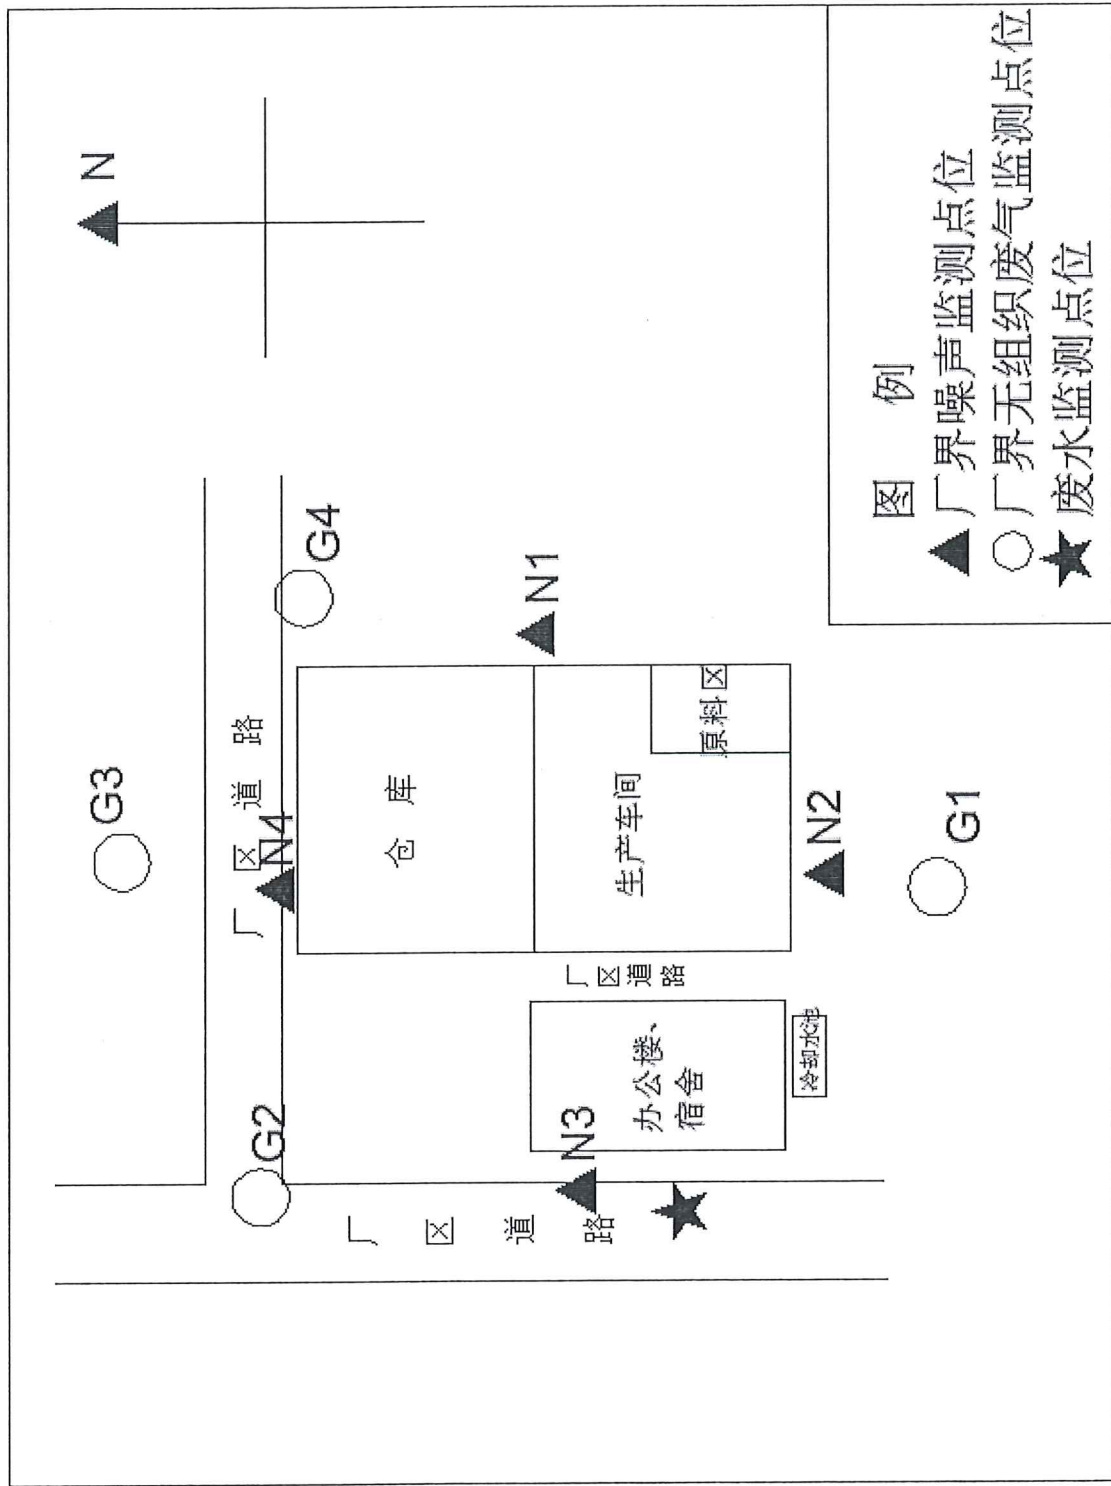 N
G3
厂区道路
G4
G2
N4
仓库
N1
生产车间
原料区
厂区道路
N3
办公楼、
宿舍
冷却水池
N2
G1
厂区道路
图 例
厂界噪声监测点位
厂界无组织废气监测点位
废水监测点位